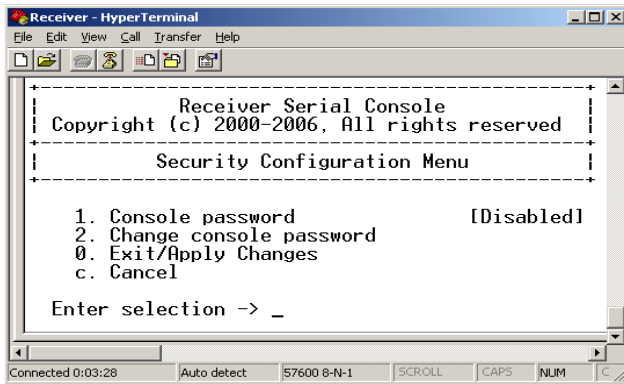 Receiver - HyperTerminal
File Edit View Call Transfer Help
Receiver Serial Console
Copyright (c) 2000-2006, All rights reserved
Security Configuration Menu
1. Console password [Disabled]
2. Change console password
0. Exit/Apply Changes
c. Cancel
Enter selection -> _
Connected 0:03:28 Auto detect 57600 8-N-1 SCROLL CAPS NUM C